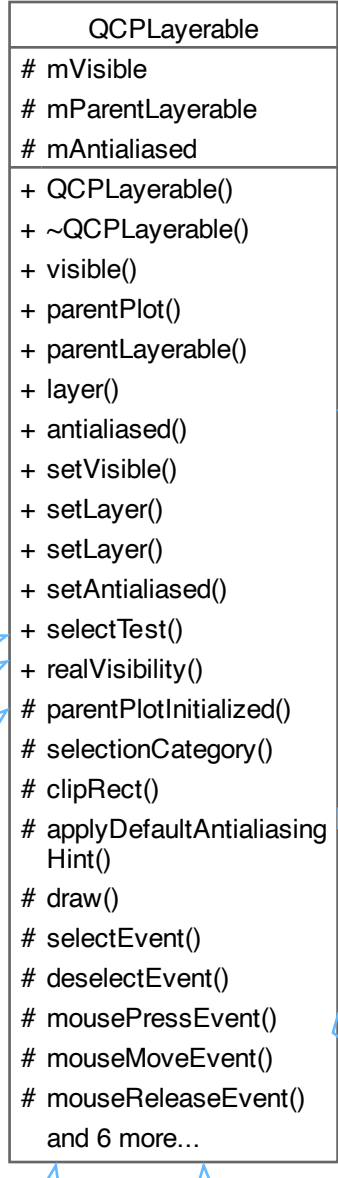 QCPLayerable
# mVisible
# mParentLayerable
# mAntialiased
+ QCPLayerable()
+ ~QCPLayerable()
+ visible()
+ parentPlot()
+ parentLayerable()
+ layer()
+ antialiased()
+ setVisible()
+ setLayer()
+ setLayer()
+ setAntialiased()
+ selectTest()
+ realVisibility()
# parentPlotInitialized()
# selectionCategory()
# clipRect()
# applyDefaultAntialiasing
Hint()
# draw()
# selectEvent()
# deselectEvent()
# mousePressEvent()
# mouseMoveEvent()
# mouseReleaseEvent()
and 6 more...